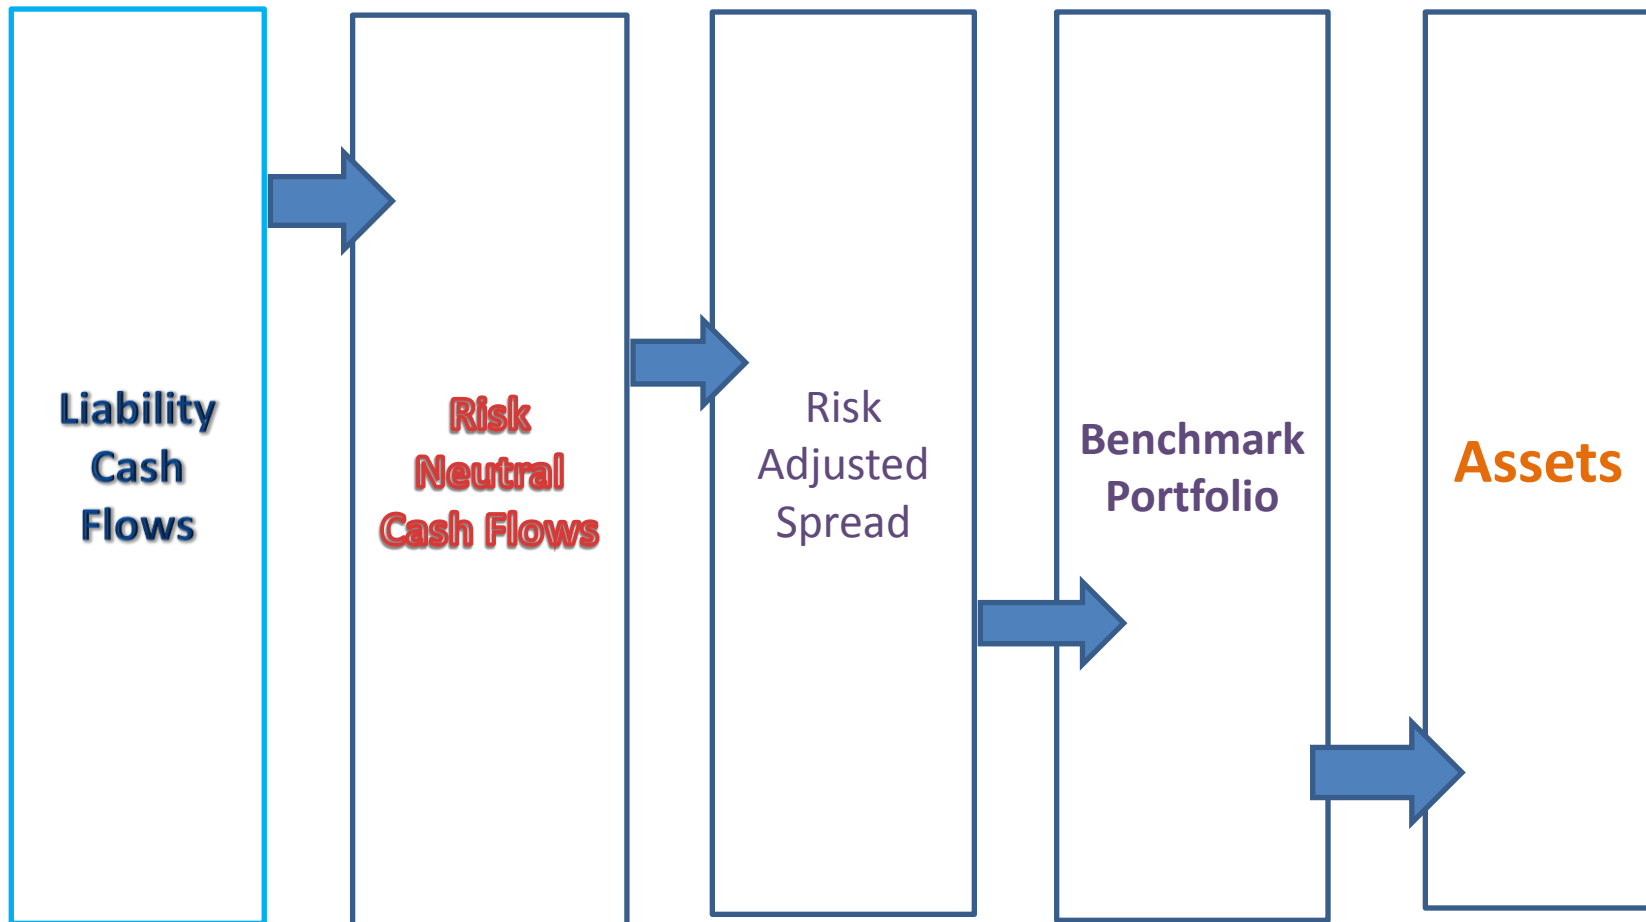 Liability
Cash
Flows
Risk
Neutral
Cash Flows
Risk
Adjusted
Spread
Benchmark
Portfolio
Assets